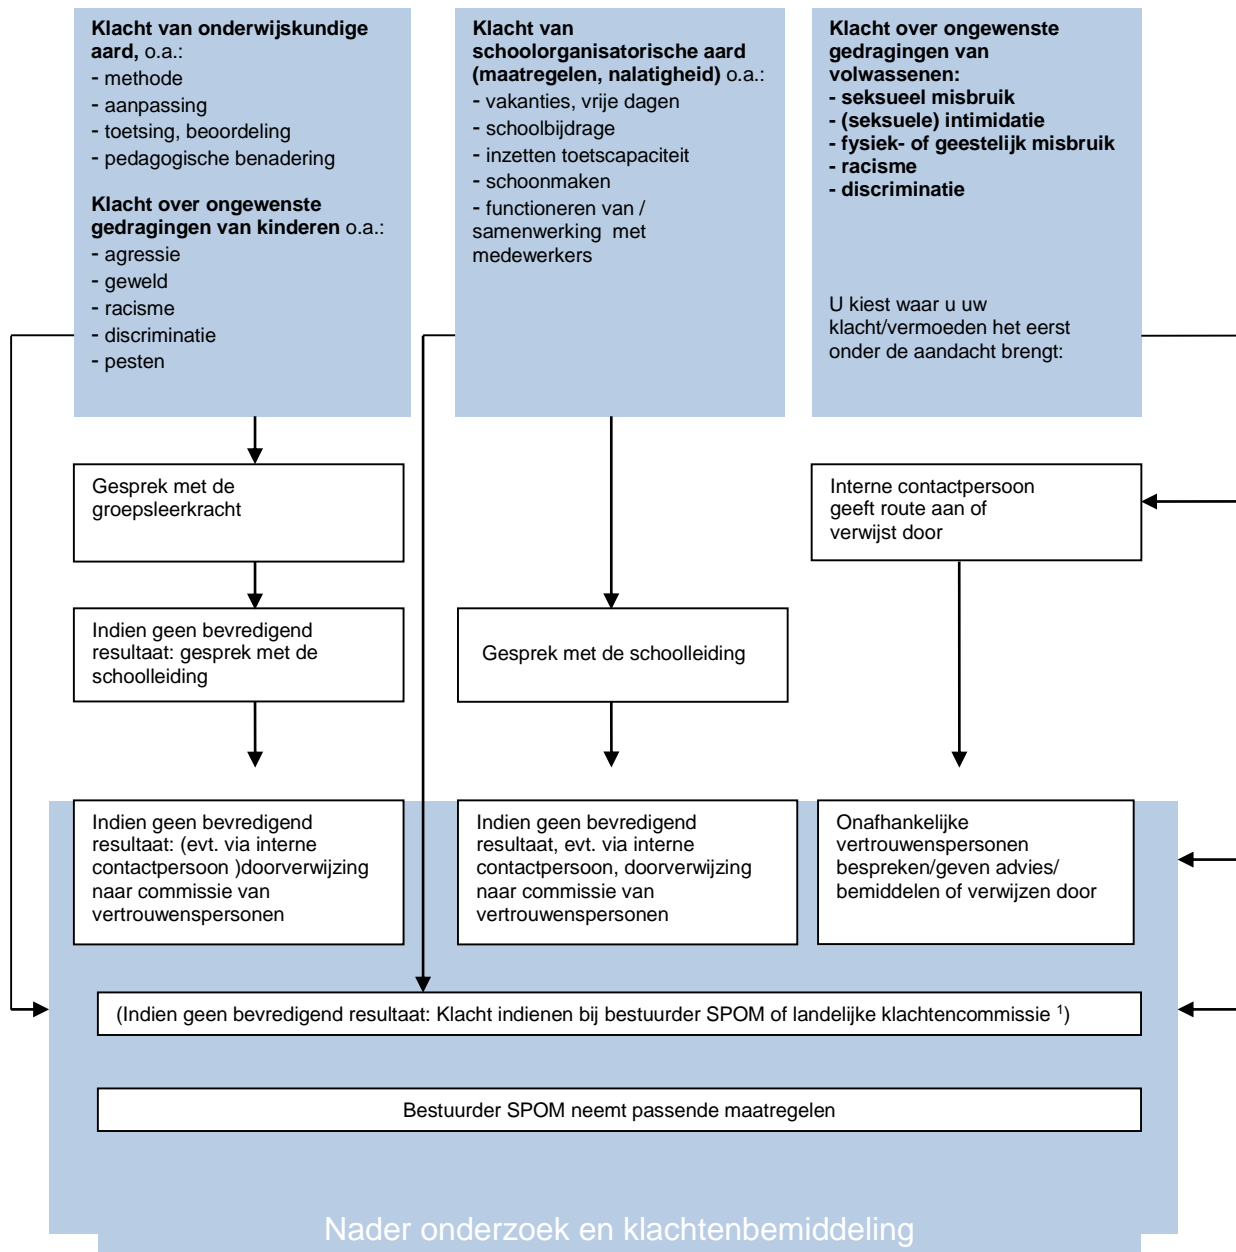 Klacht van onderwijskundige
aard, o.a.:
- methode
- aanpassing
- toetsing, beoordeling
- pedagogische benadering
Klacht over ongewenste
gedragingen van kinderen o.a.:
- agressie
- geweld
- racisme
- discriminatie
- pesten
Klacht van
schoolorganisatorische aard
(maatregelen, nalatigheid) o.a.:
- vakanties, vrije dagen
- schoolbijdrage
- inzetten toetscapaciteit
- schoonmaken
- functioneren van /
samenwerking met
medewerkers
Klacht over ongewenste
gedragingen van
volwassenen:
- seksueel misbruik
- (seksuele) intimidatie
- fysiek- of geestelijk misbruik
- racisme
- discriminatie
U kiest waar u uw
klacht/vermoeden het eerst
onder de aandacht brengt:
Gesprek met de
groepsleerkracht
Interne contactpersoon
geeft route aan of
verwijst door
Indien geen bevredigend
resultaat: gesprek met de
schoolleiding
Gesprek met de schoolleiding
Indien geen bevredigend
resultaat: (evt. via interne
contactpersoon )doorverwijzing
naar commissie van
vertrouwenspersonen
Indien geen bevredigend
resultaat, evt. via interne
contactpersoon, doorverwijzing
naar commissie van
vertrouwenspersonen
Onafhankelijke
vertrouwenspersonen
bespreken/geven advies/
bemiddelen of verwijzen door
(Indien geen bevredigend resultaat: Klacht indienen bij bestuurder SPOM of landelijke klachtencommissie ¹)
Bestuurder SPOM neemt passende maatregelen
Nader onderzoek en klachtenbemiddeling